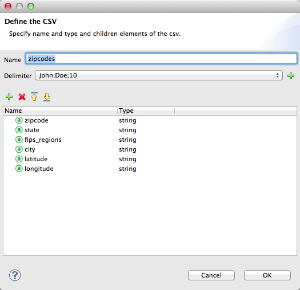 Define the CSV
Specify name and type and children elements of the csv.
Name zipcodes
Delimiter John;Doe;10
Name Type
zipcode string
state string
fips_regions string
city string
latitude string
longitude string
Cancel OK